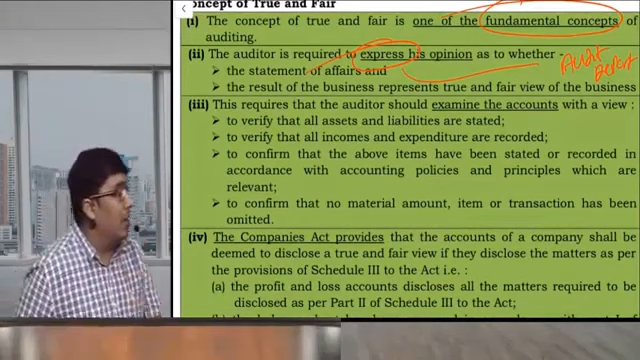 oncept of True and Fair
(i) The concept of true and fair is one of the fundamental concepts of
auditing.
(ii) The auditor is required to express his opinion as to whether -
➢ the statement of affairs and
➢ the result of the business represents true and fair view of the business
Audit
Report
(iii) This requires that the auditor should examine the accounts with a view :
➢ to verify that all assets and liabilities are stated;
➢ to verify that all incomes and expenditure are recorded;
➢ to confirm that the above items have been stated or recorded in
accordance with accounting policies and principles which are
relevant;
➢ to confirm that no material amount, item or transaction has been
omitted.
(iv) The Companies Act provides that the accounts of a company shall be
deemed to disclose a true and fair view if they disclose the matters as per
the provisions of Schedule III to the Act i.e. :
(a) the profit and loss accounts discloses all the matters required to be
disclosed as per Part II of Schedule III to the Act;